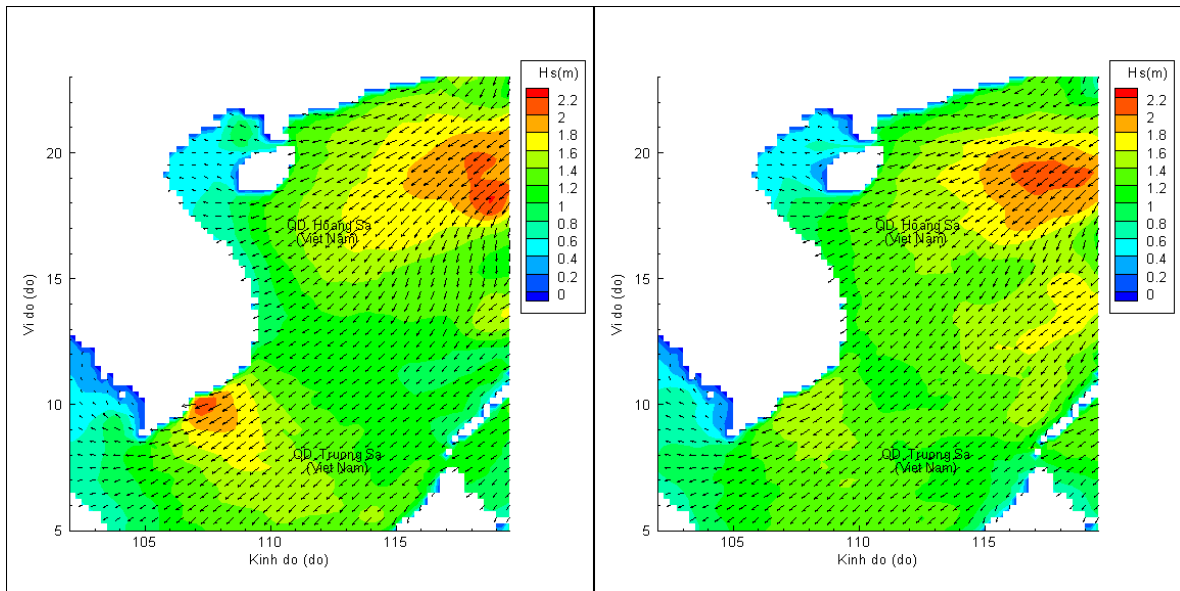 Hs(m)
2.2
2
1.8
1.6
1.4
1.2
1
0.8
0.6
0.4
0.2
0
20
15
10
5
Vi do (do)
QD. Hoang Sa
(Viet Nam)
QD. Truong Sa
(Viet Nam)
105
110
115
Kinh do (do)
Hs(m)
2.2
2
1.8
1.6
1.4
1.2
1
0.8
0.6
0.4
0.2
0
20
15
10
5
Vi do (do)
QD. Hoang Sa
(Viet Nam)
QD. Truong Sa
(Viet Nam)
105
110
115
Kinh do (do)